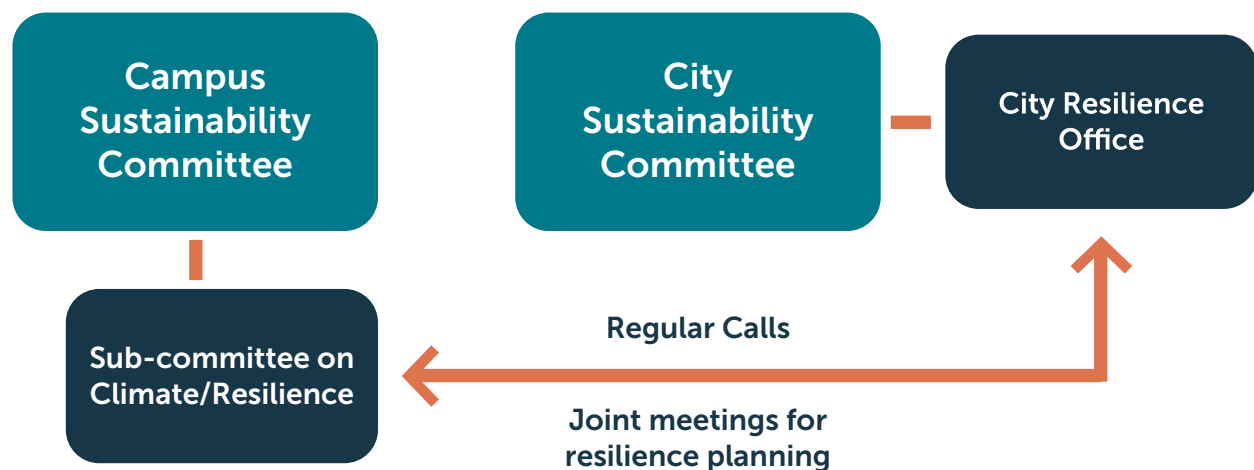 Campus
Sustainability
Committee
City
Sustainability
Committee
City Resilience
Office
Sub-committee on
Climate/Resilience
Regular Calls
Joint meetings for
resilience planning